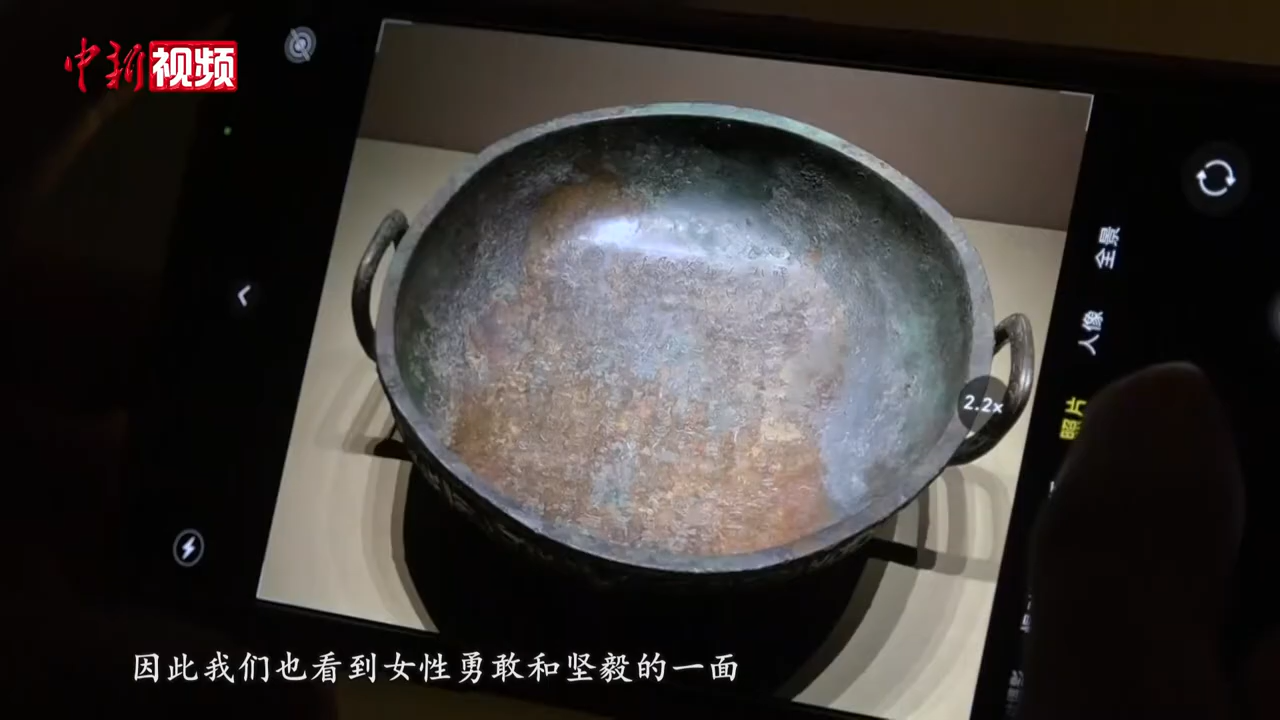 中新视频
全景
人像
2.2x
照片
因此我们也看到女性勇敢和坚毅的一面